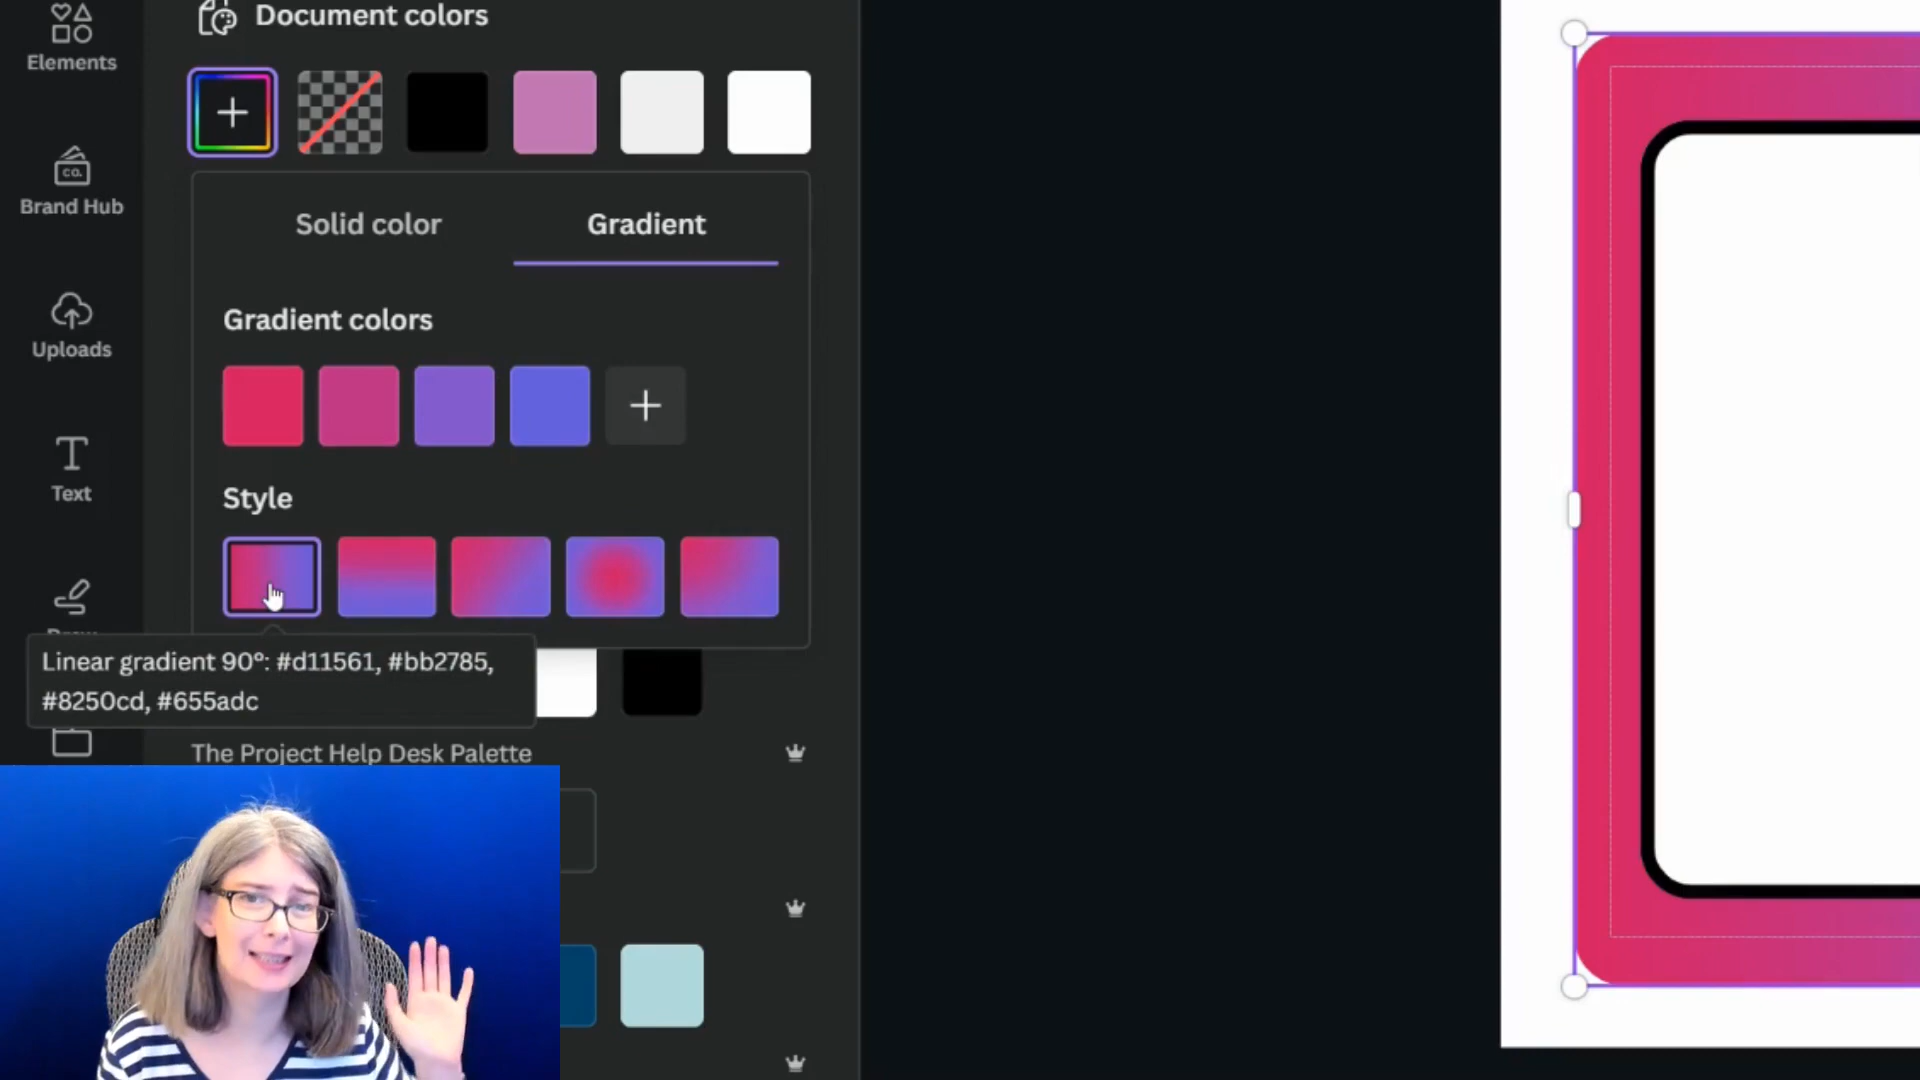 Document colors
Elements
CO.
Brand Hub
Solid color
Gradient
Gradient colors
Uploads
Text
T
Style
Linear gradient 90°: #d11561, #bb2785,
#8250cd, #655adc
The Project Help Desk Palette